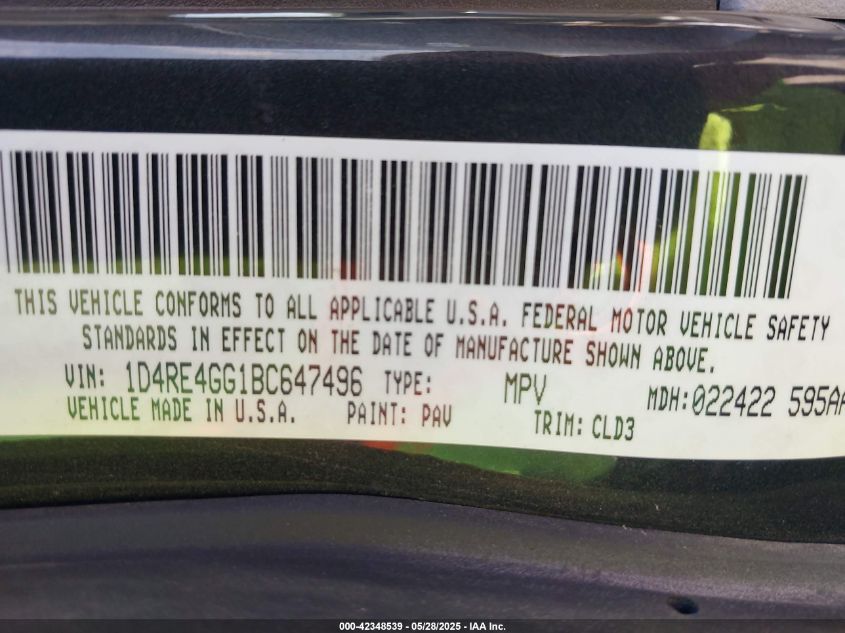 THIS VEHICLE CONFORMS TO ALL APPLICABLE U.S.A. FEDERAL MOTOR VEHICLE SAFETY
STANDARDS IN EFFECT ON THE DATE OF MANUFACTURE SHOWN ABOVE.
VIN: 1D4RE4GG1BC647496 TYPE: MPV MDH:022422 595AA
VEHICLE MADE IN U.S.A. PAINT: PAV TRIM: CLD3
000-42348539 - 05/28/2025 - IAA Inc.